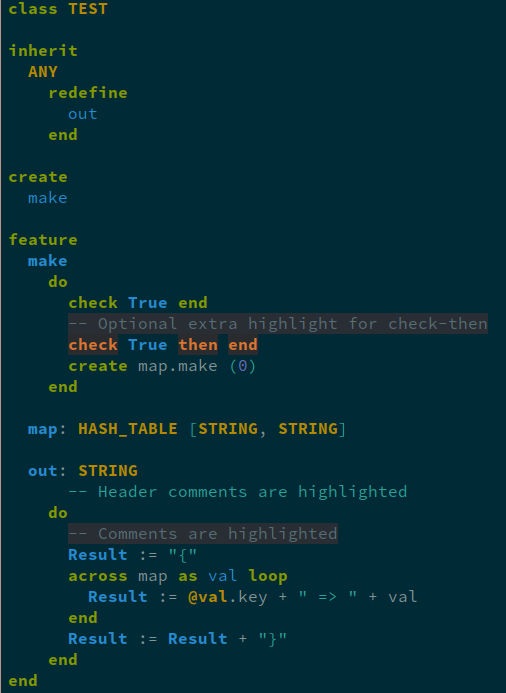 class TEST

inherit
  ANY
    redefine
      out
    end

create
  make

feature
  make
    do
      check True end
      -- Optional extra highlight for check-then
      check True then end
      create map.make (0)
    end

  map: HASH_TABLE [STRING, STRING]

  out: STRING
      -- Header comments are highlighted
    do
      -- Comments are highlighted
      Result := "{"
      across map as val loop
        Result := @val.key + " => " + val
      end
      Result := Result + "}"
    end
end